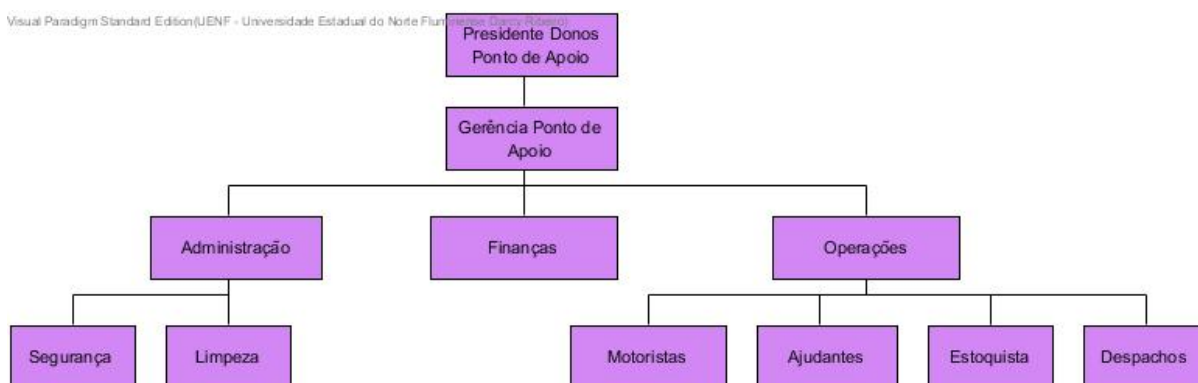 Visual Paradigm Standard Edition(UENF - Universidade Estadual do Norte Fluminense Darcy Ribeiro)
Presidente Donos
Ponto de Apoio
Gerência Ponto de
Apoio
Administração
Finanças
Operações
Segurança
Limpeza
Motoristas
Ajudantes
Estoquista
Despachos